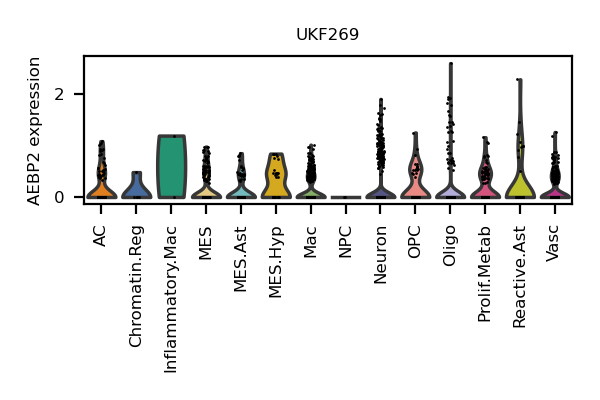 UKF269
AEBP2 expression
2
0
AC
Chromatin.Reg
Inflammatory.Mac
MES
MES.Ast
MES.Hyp
Mac
NPC
Neuron
OPC
Oligo
Prolif.Metab
Reactive.Ast
Vasc